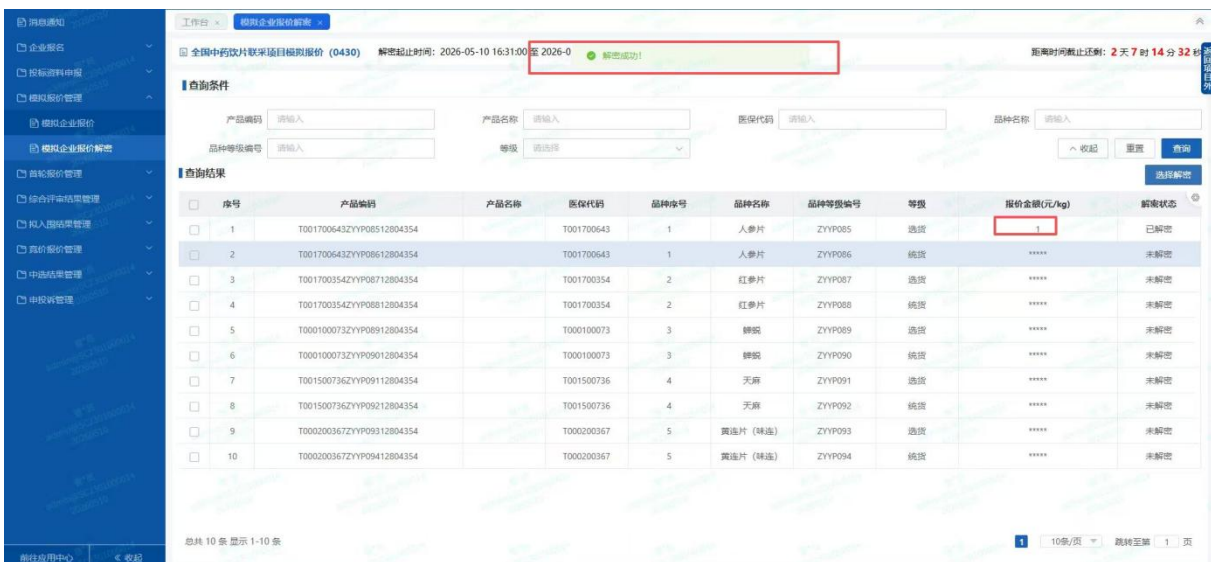 消息通知
企业报名
投标资料申报
模拟报价管理
模拟企业报价
模拟企业报价解密
首轮报价管理
综合评审结果管理
拟入围结果管理
竞价报价管理
中选结果管理
申投诉管理
前往应用中心 《 收起
工作台 × 模拟企业报价解密 ×
全国中药饮片联采项目模拟报价 (0430) 解密起止时间: 2026-05-10 16:31:00 至 2026-0 解密成功! 距离时间截止还剩: 2 天 7 时 14 分 32 秒
返回项目外
查询条件
产品编码 请输入 产品名称 请输入 医保代码 请输入 品种名称 请输入
品种等级编号 请输入 等级 请选择 收起 重置 查询
查询结果 选择解密
序号 产品编码 产品名称 医保代码 品种序号 品种名称 品种等级编号 等级 报价金额(元/kg) 解密状态
1 T001700643ZYYP08512804354 T001700643 1 人参片 ZYYP085 选货 1 已解密
2 T001700643ZYYP08612804354 T001700643 1 人参片 ZYYP086 统货 ***** 未解密
3 T001700354ZYYP08712804354 T001700354 2 红参片 ZYYP087 选货 ***** 未解密
4 T001700354ZYYP08812804354 T001700354 2 红参片 ZYYP088 统货 ***** 未解密
5 T000100073ZYYP08912804354 T000100073 3 蝉蜕 ZYYP089 选货 ***** 未解密
6 T000100073ZYYP09012804354 T000100073 3 蝉蜕 ZYYP090 统货 ***** 未解密
7 T001500736ZYYP09112804354 T001500736 4 天麻 ZYYP091 选货 ***** 未解密
8 T001500736ZYYP09212804354 T001500736 4 天麻 ZYYP092 统货 ***** 未解密
9 T000200367ZYYP09312804354 T000200367 5 黄连片 (味连) ZYYP093 选货 ***** 未解密
10 T000200367ZYYP09412804354 T000200367 5 黄连片 (味连) ZYYP094 统货 ***** 未解密
总共 10 条 显示 1-10 条 1 10条/页 跳转至第 1 页